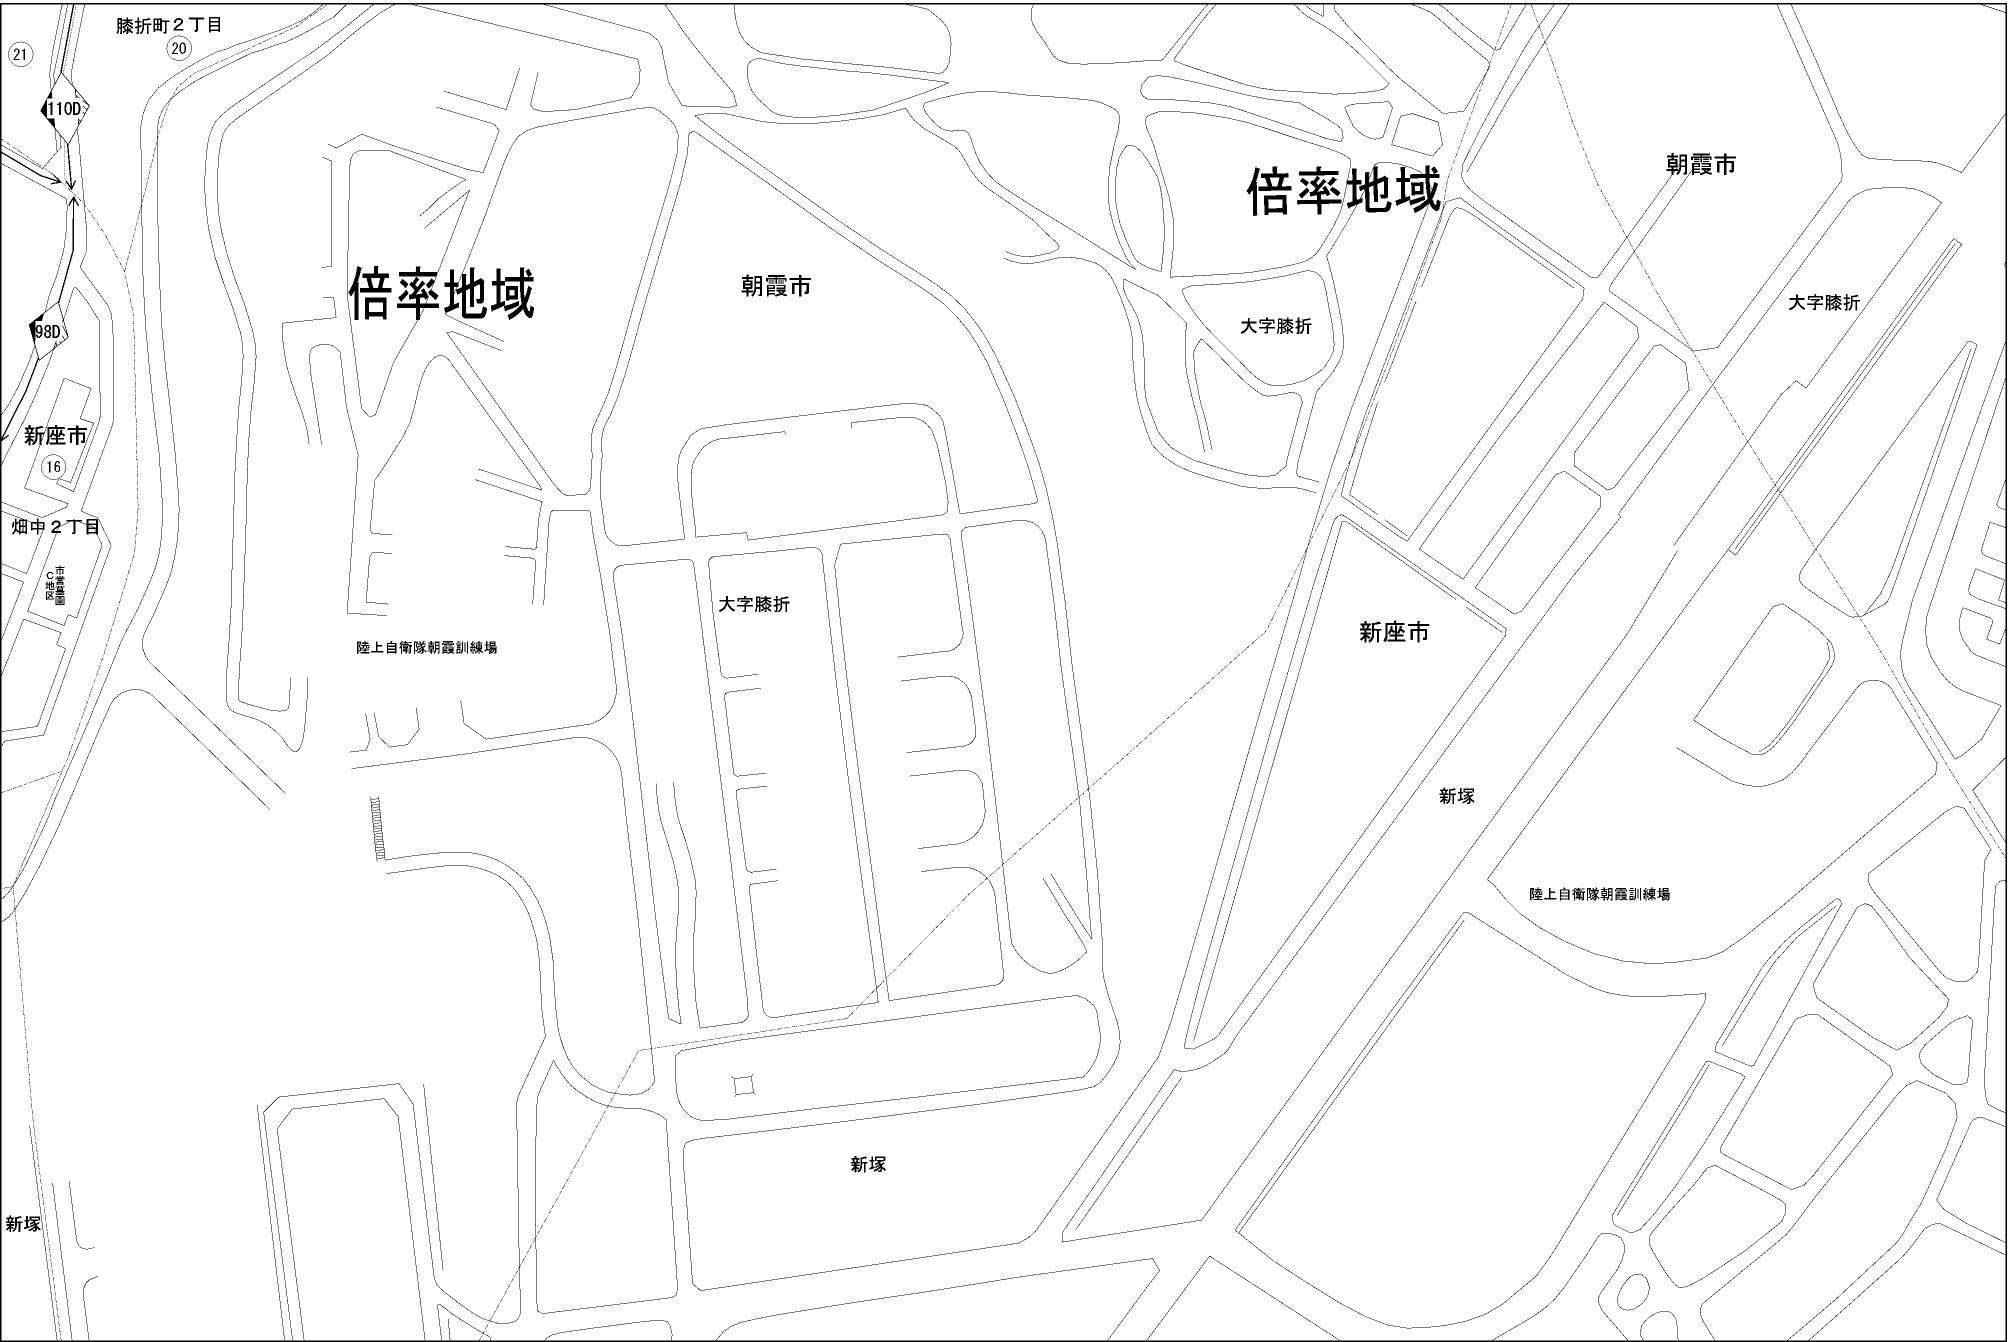 膝折町２丁目
20
21
110D
倍率地域
朝霞市
倍率地域
朝霞市
大字膝折
大字膝折
98D
新座市
16
畑中２丁目
市営墓園
C地区
大字膝折
陸上自衛隊朝霞訓練場
新座市
新塚
陸上自衛隊朝霞訓練場
新塚
新塚